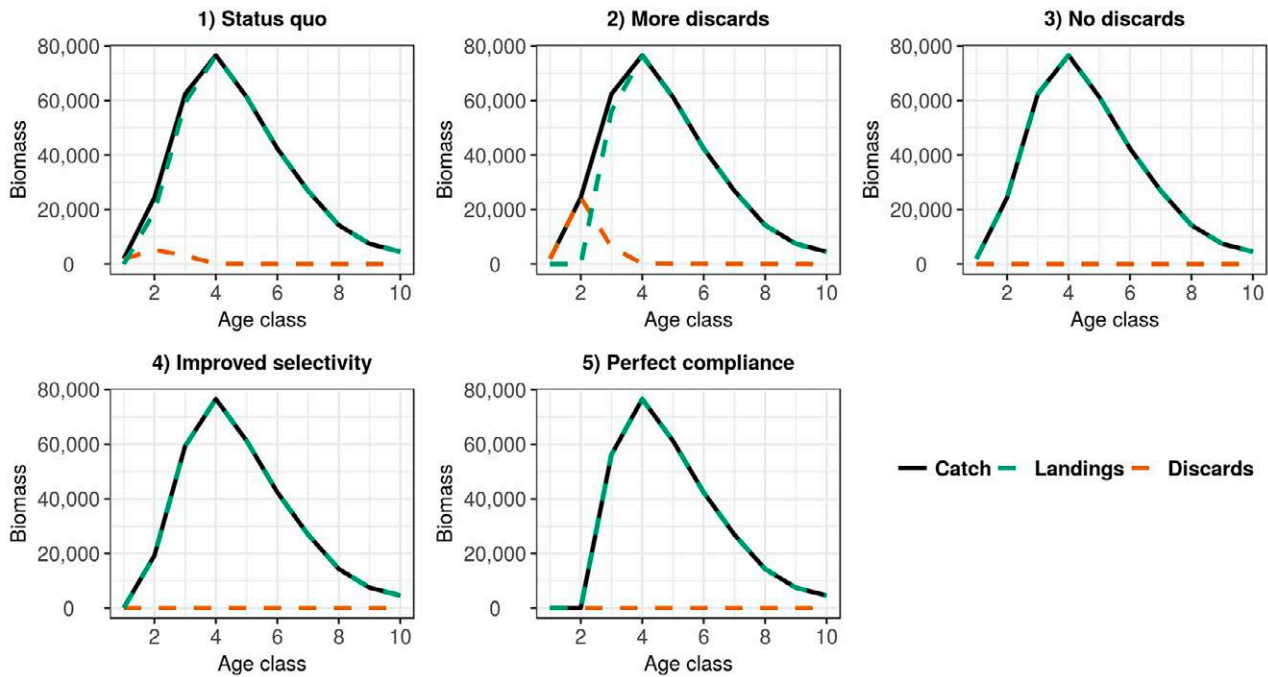 1) Status quo
80,000
60,000
40,000
20,000
0
Biomass
2 4 6 8 10
Age class
2) More discards
80,000
60,000
40,000
20,000
0
Biomass
2 4 6 8 10
Age class
3) No discards
80,000
60,000
40,000
20,000
0
Biomass
2 4 6 8 10
Age class
4) Improved selectivity
80,000
60,000
40,000
20,000
0
Biomass
2 4 6 8 10
Age class
5) Perfect compliance
80,000
60,000
40,000
20,000
0
Biomass
2 4 6 8 10
Age class
Catch Landings Discards